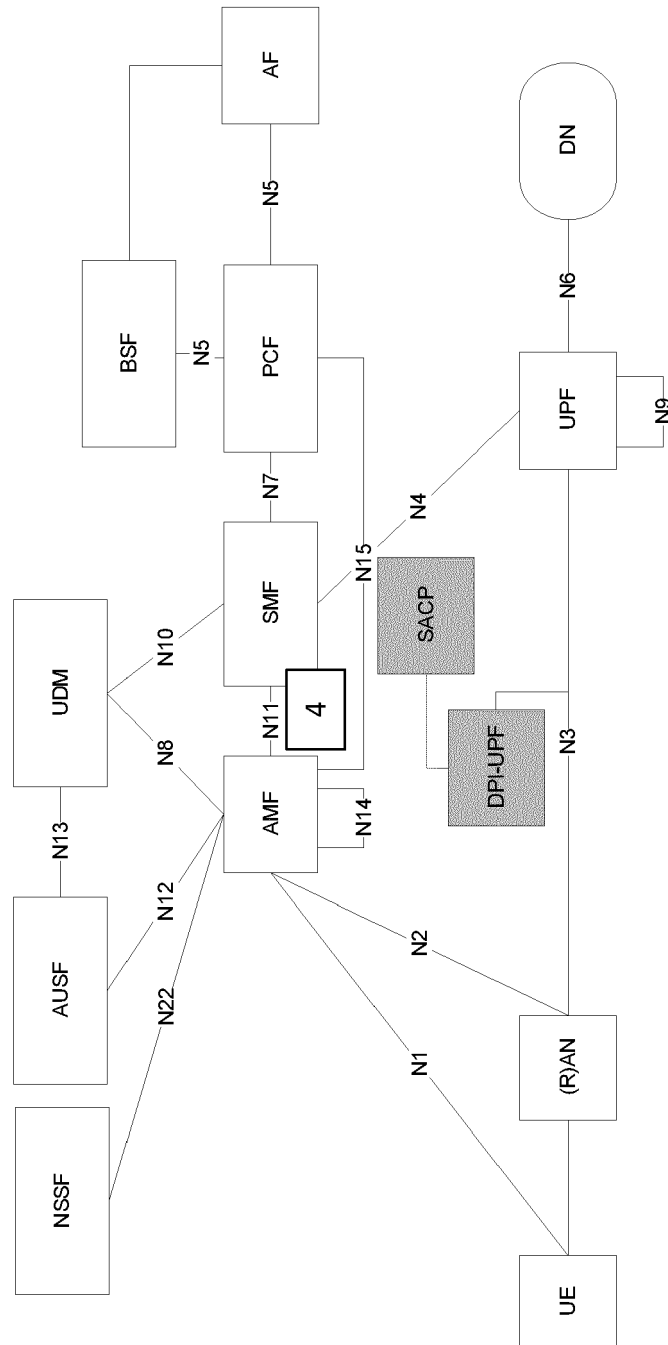 NSSF
AUSF
N13
UDM
N22
N12
N8
N10
BSF
N5
AMF
N11
SMF
N7
PCF
N5
AF
4
N14
N15
N1
N2
N4
SACP
DPI-UPF
UE
(R)AN
N3
UPF
N6
DN
N9